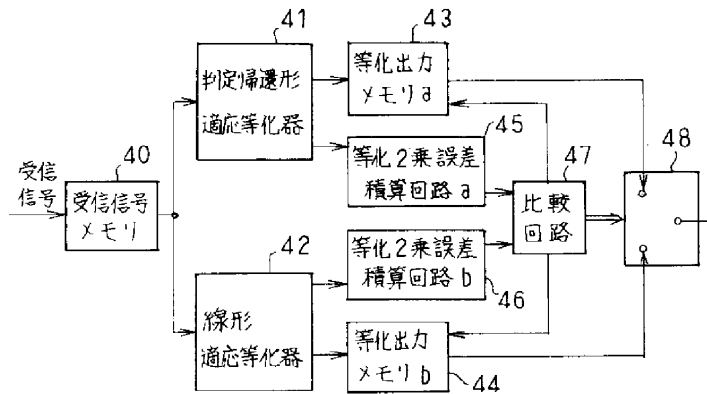 41
判定帰還形
適応等化器
43
等化出力
メモリa
45
等化2乗誤差
積算回路a
47
比較
回路
48
受信
信号
40
受信信号
メモリ
42
線形
適応等化器
等化2乗誤差
積算回路b
46
等化出力
メモリb
44